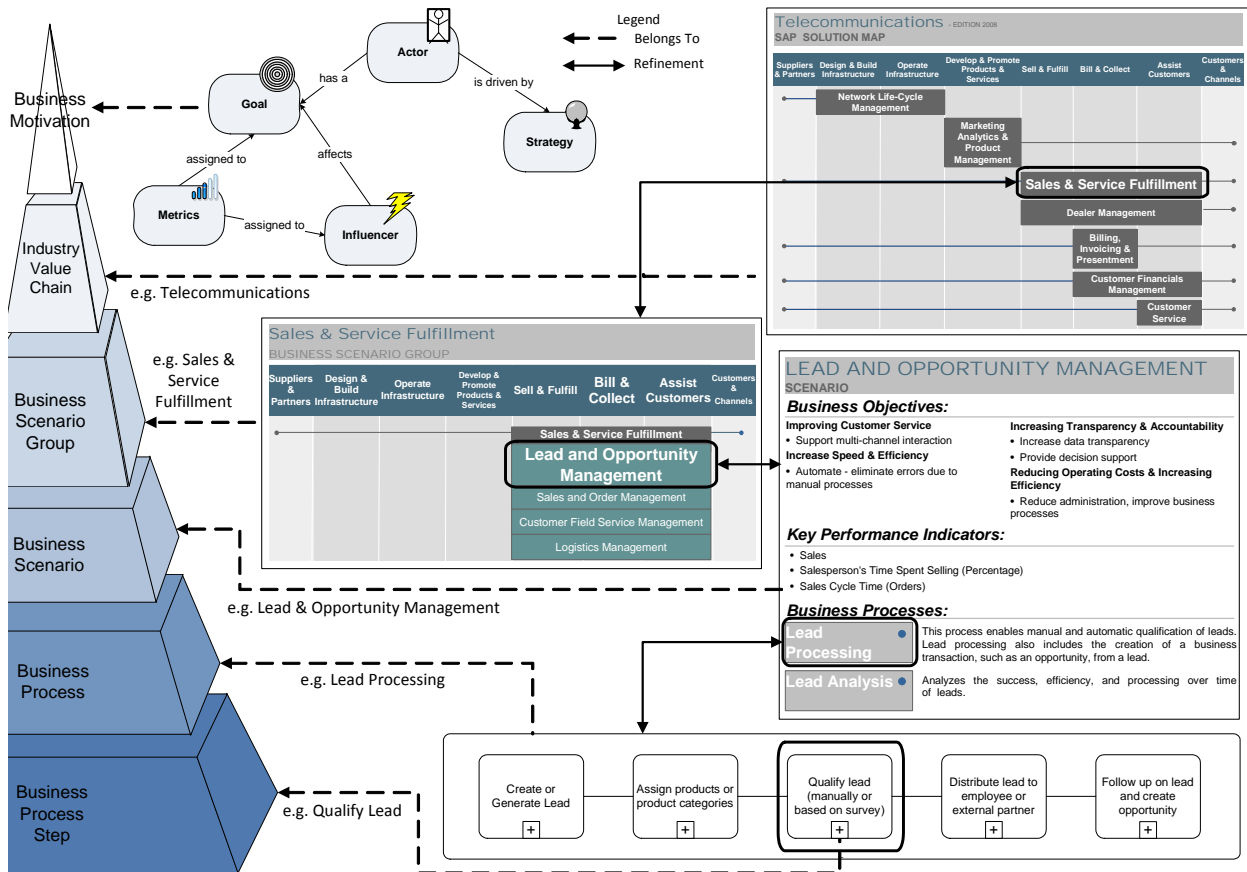 Legend
Belongs To
Refinement
Actor
has a
is driven by
Goal
Strategy
assigned to
affects
Metrics
assigned to
Influencer
Business
Motivation
Industry
Value
Chain
Business
Scenario
Group
Business
Scenario
Business
Process
Business
Process
Step
e.g. Telecommunications
e.g. Sales &
Service
Fulfillment
e.g. Lead & Opportunity Management
e.g. Lead Processing
e.g. Qualify Lead
Telecommunications - EDITION 2008
SAP SOLUTION MAP
Suppliers
& Partners
Design & Build
Infrastructure
Operate
Infrastructure
Develop & Promote
Products &
Services
Sell & Fulfill
Bill & Collect
Assist
Customers
Customers
&
Channels
Network Life-Cycle
Management
Marketing
Analytics &
Product
Management
Sales & Service Fulfillment
Dealer Management
Billing,
Invoicing &
Presentment
Customer Financials
Management
Customer
Service
Sales & Service Fulfillment
BUSINESS SCENARIO GROUP
Suppliers
&
Partners
Design &
Build
Infrastructure
Operate
Infrastructure
Develop &
Promote
Products &
Services
Sell & Fulfill
Bill &
Collect
Assist
Customers
Customers
&
Channels
Sales & Service Fulfillment
Lead and Opportunity
Management
Sales and Order Management
Customer Field Service Management
Logistics Management
LEAD AND OPPORTUNITY MANAGEMENT
SCENARIO
Business Objectives:
Improving Customer Service
• Support multi-channel interaction
Increase Speed & Efficiency
• Automate - eliminate errors due to
manual processes
Increasing Transparency & Accountability
• Increase data transparency
• Provide decision support
Reducing Operating Costs & Increasing
Efficiency
• Reduce administration, improve business
processes
Key Performance Indicators:
• Sales
• Salesperson's Time Spent Selling (Percentage)
• Sales Cycle Time (Orders)
Business Processes:
Lead
Processing
This process enables manual and automatic qualification of leads.
Lead processing also includes the creation of a business
transaction, such as an opportunity, from a lead.
Lead Analysis
Analyzes the success, efficiency, and processing over time
of leads.
Create or
Generate Lead
+
Assign products or
product categories
+
Qualify lead
(manually or
based on survey)
+
Distribute lead to
employee or
external partner
+
Follow up on lead
and create
opportunity
+